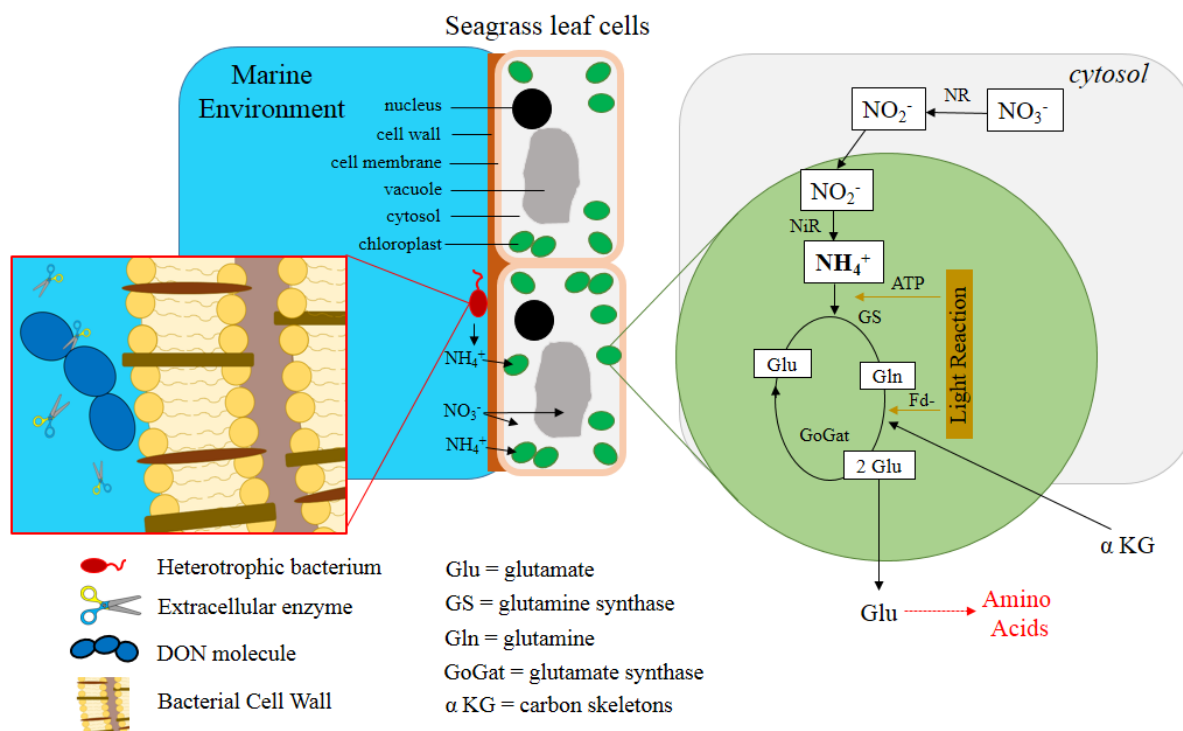 Seagrass leaf cells
Marine
Environment
nucleus
cell wall
cell membrane
vacuole
cytosol
chloroplast
NH₄⁺
NO₃⁻
NH₄⁺
cytosol
NO₂⁻
NR
NO₃⁻
NO₂⁻
NiR
NH₄⁺
ATP
GS
Glu
Gln
Fd-
Light Reaction
GoGat
2 Glu
α KG
Glu
Amino
Acids
Heterotrophic bacterium
Extracellular enzyme
DON molecule
Bacterial Cell Wall
Glu = glutamate
GS = glutamine synthase
Gln = glutamine
GoGat = glutamate synthase
α KG = carbon skeletons